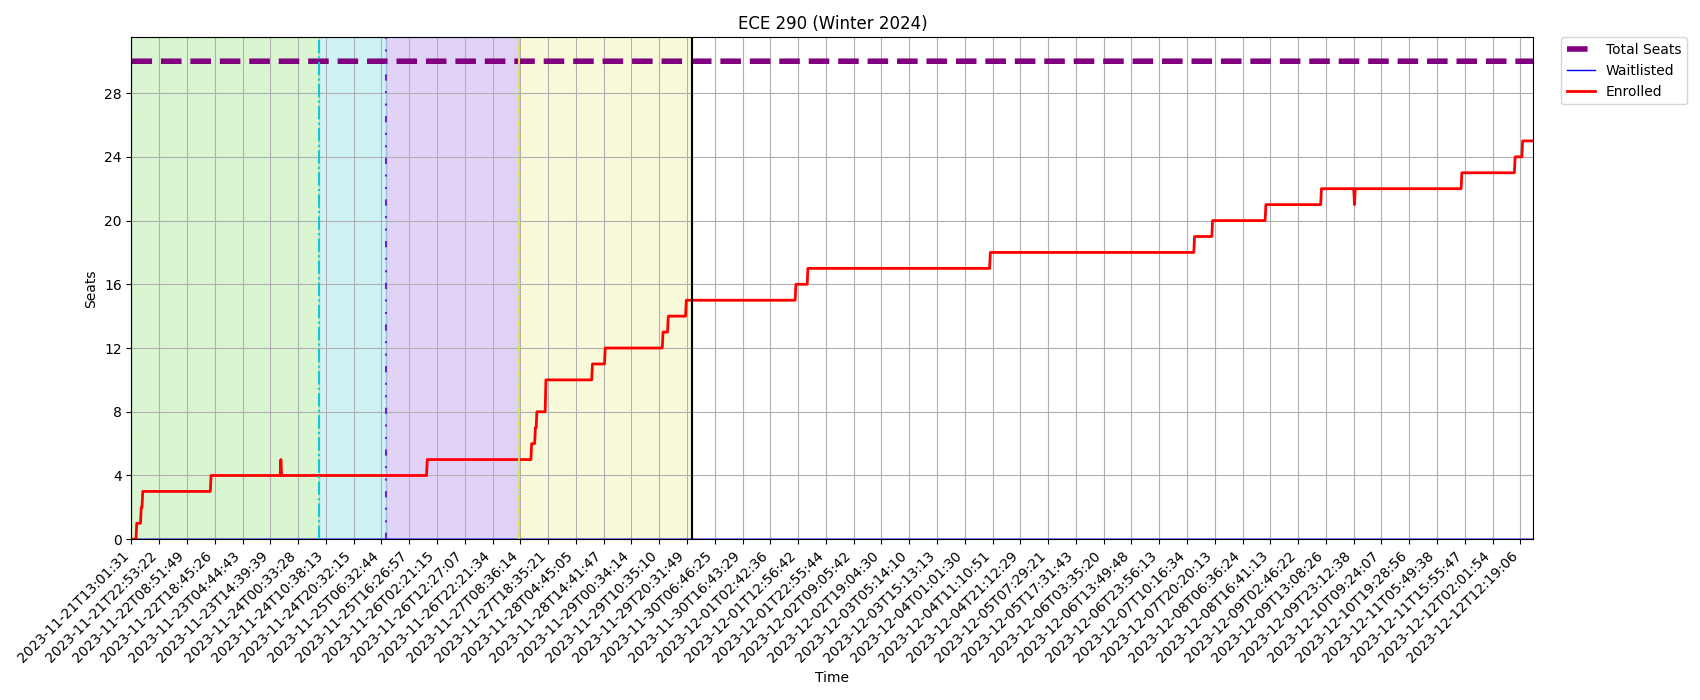 ECE 290 (Winter 2024)
Total Seats
Waitlisted
Enrolled
Seats
28
24
20
16
12
8
4
0
2023-11-21T13:01:31
2023-11-21T22:53:22
2023-11-22T08:51:49
2023-11-22T18:45:26
2023-11-23T04:44:43
2023-11-23T14:39:39
2023-11-24T00:33:28
2023-11-24T10:38:13
2023-11-24T20:32:15
2023-11-25T06:32:44
2023-11-25T16:26:57
2023-11-26T02:21:15
2023-11-26T12:27:07
2023-11-26T22:21:34
2023-11-27T08:36:14
2023-11-27T18:35:21
2023-11-28T04:45:05
2023-11-28T14:41:47
2023-11-29T00:34:14
2023-11-29T10:35:10
2023-11-29T20:31:49
2023-11-30T06:46:25
2023-11-30T16:43:29
2023-12-01T02:42:36
2023-12-01T12:56:42
2023-12-01T22:55:44
2023-12-02T09:05:42
2023-12-02T19:04:30
2023-12-03T05:14:10
2023-12-03T15:13:13
2023-12-04T01:01:30
2023-12-04T11:10:51
2023-12-04T21:12:29
2023-12-05T07:29:21
2023-12-05T17:31:43
2023-12-06T03:35:20
2023-12-06T13:49:48
2023-12-06T23:56:13
2023-12-07T10:16:34
2023-12-07T20:20:13
2023-12-08T06:36:24
2023-12-08T16:41:13
2023-12-09T02:46:22
2023-12-09T13:08:26
2023-12-09T23:12:38
2023-12-10T09:24:07
2023-12-10T19:28:56
2023-12-11T05:49:38
2023-12-11T15:55:47
2023-12-12T02:01:54
2023-12-12T12:19:06
Time